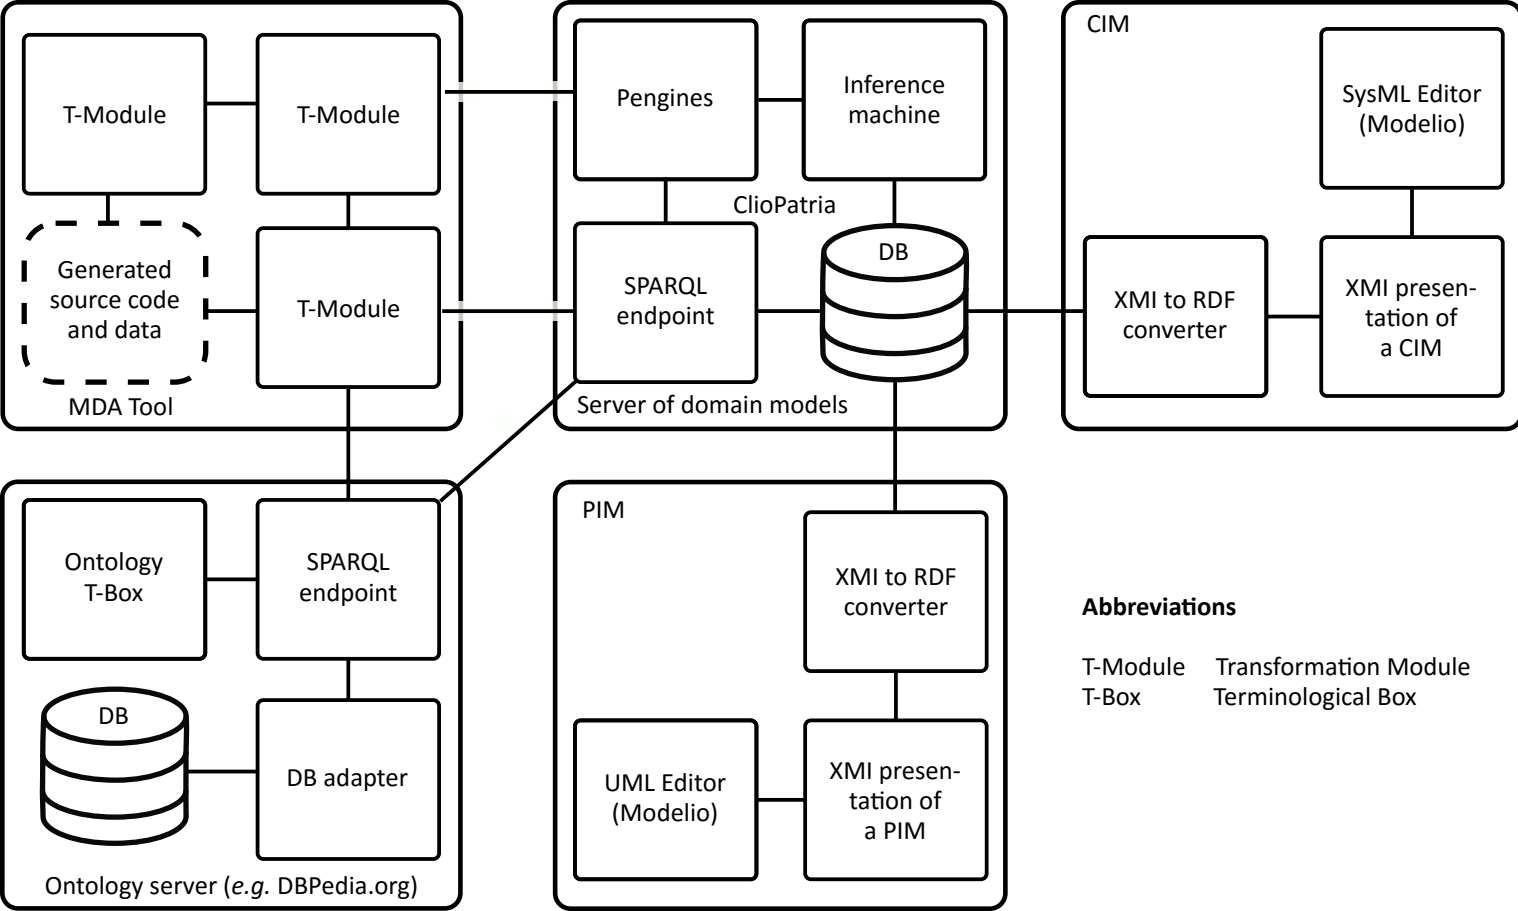 T-Module
T-Module
Generated
source code
and data
T-Module
MDA Tool
Pengines
Inference
machine
ClioPatria
SPARQL
endpoint
DB
Server of domain models
CIM
SysML Editor
(Modelio)
XMI to RDF
converter
XMI presen-
tation of
a CIM
Ontology
T-Box
SPARQL
endpoint
DB
DB adapter
Ontology server (e.g. DBPedia.org)
PIM
XMI to RDF
converter
UML Editor
(Modelio)
XMI presen-
tation of
a PIM
Abbreviations
T-Module Transformation Module
T-Box Terminological Box